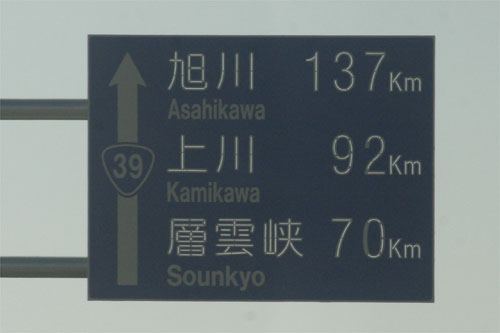 旭川 137Km
Asahikawa
39
上川 92Km
Kamikawa
層雲峡 70Km
Sounkyo